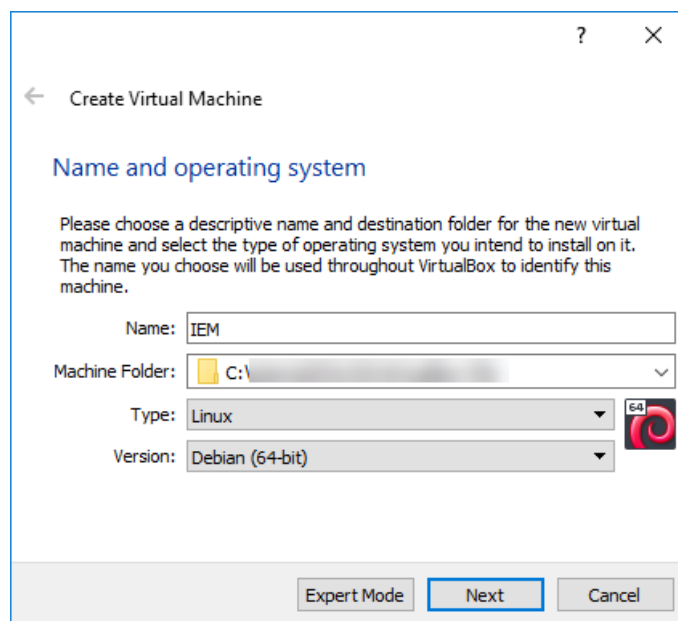 ?
Create Virtual Machine
Name and operating system
Please choose a descriptive name and destination folder for the new virtual
machine and select the type of operating system you intend to install on it.
The name you choose will be used throughout VirtualBox to identify this
machine.
Name: IEM
Machine Folder: C:\
Type: Linux
64
Version: Debian (64-bit)
Expert Mode Next Cancel